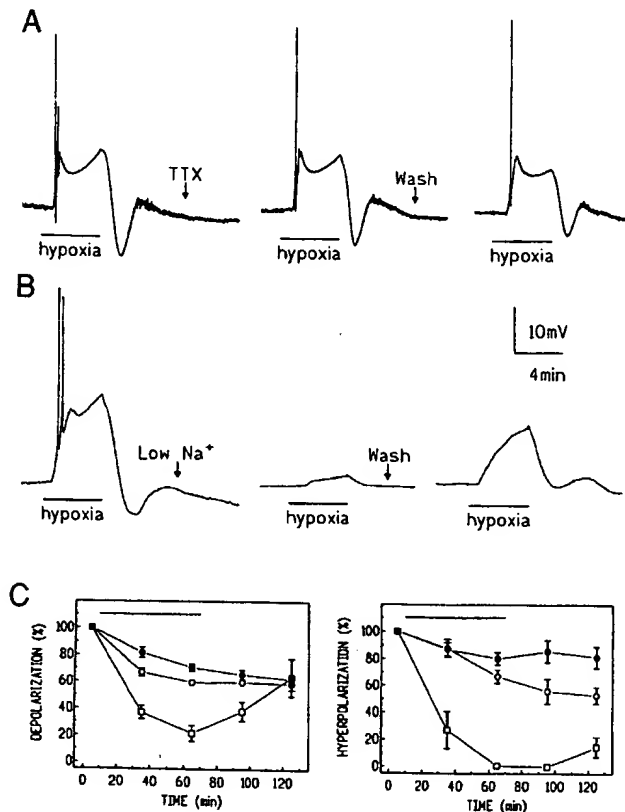 A
TTX
Wash
hypoxia
hypoxia
hypoxia
B
10mV
4min
Low Na⁺
Wash
hypoxia
hypoxia
hypoxia
C
DEPOLARIZATION (%)
100
80
60
40
20
0
0 20 40 60 80 100 120
TIME (min)
HYPERPOLARIZATION (%)
100
80
60
40
20
0
0 20 40 60 80 100 120
TIME (min)